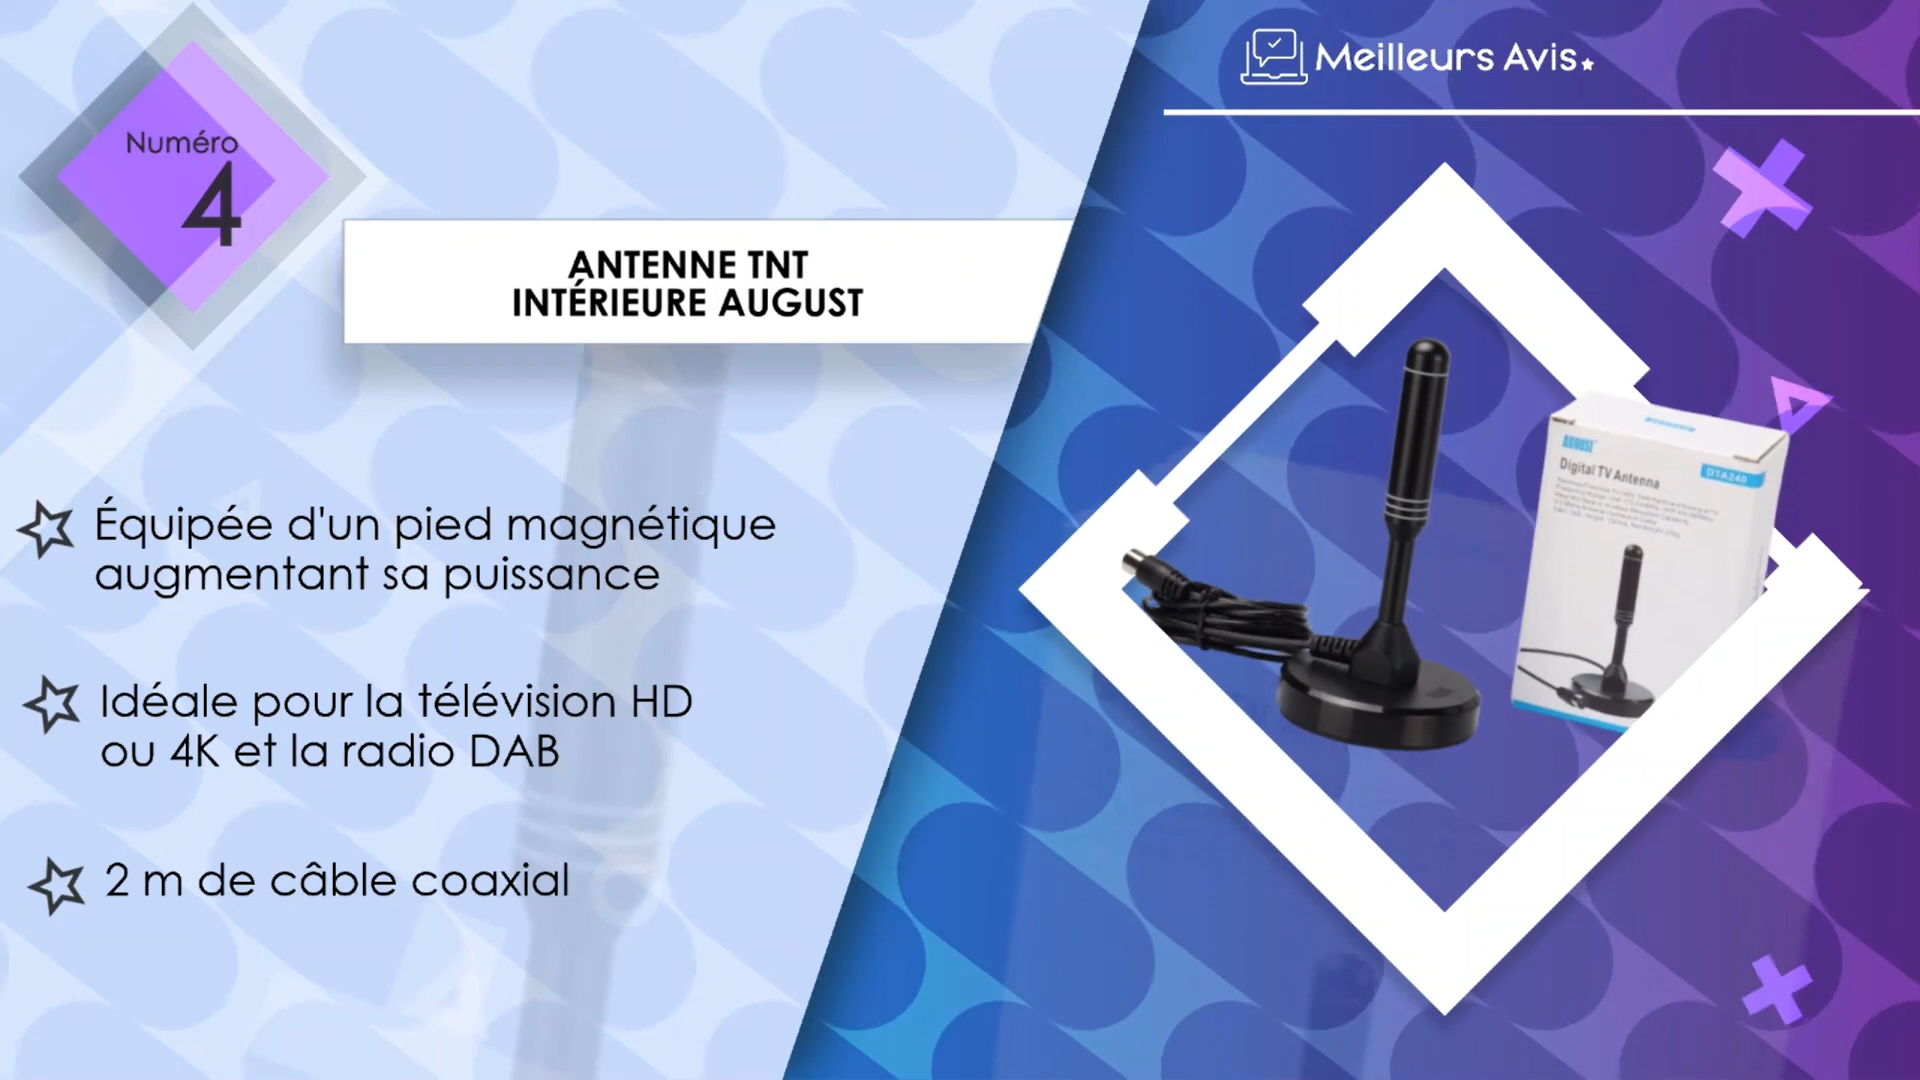 Numéro
4
ANTENNE TNT
INTÉRIEURE AUGUST
Équipée d'un pied magnétique
augmentant sa puissance
Idéale pour la télévision HD
ou 4K et la radio DAB
2 m de câble coaxial
Meilleurs Avis
AUGUST
Digital TV Antenna
DTA240